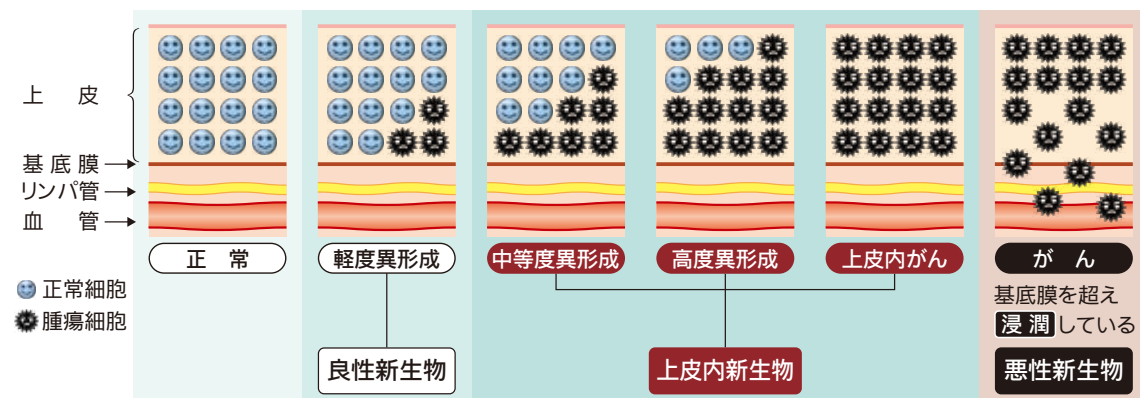 上皮
基底膜
リンパ管
血管
正常
軽度異形成
中等度異形成
高度異形成
上皮内がん
がん
正常細胞
腫瘍細胞
基底膜を超え
浸潤している
良性新生物
上皮内新生物
悪性新生物